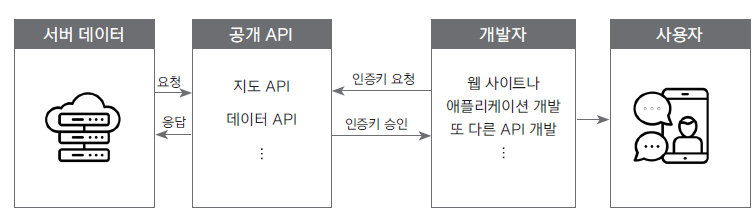 서버 데이터
공개 API
개발자
사용자
요청
응답
지도 API
데이터 API
⋮
인증키 요청
인증키 승인
웹 사이트나
애플리케이션 개발
또 다른 API 개발
⋮